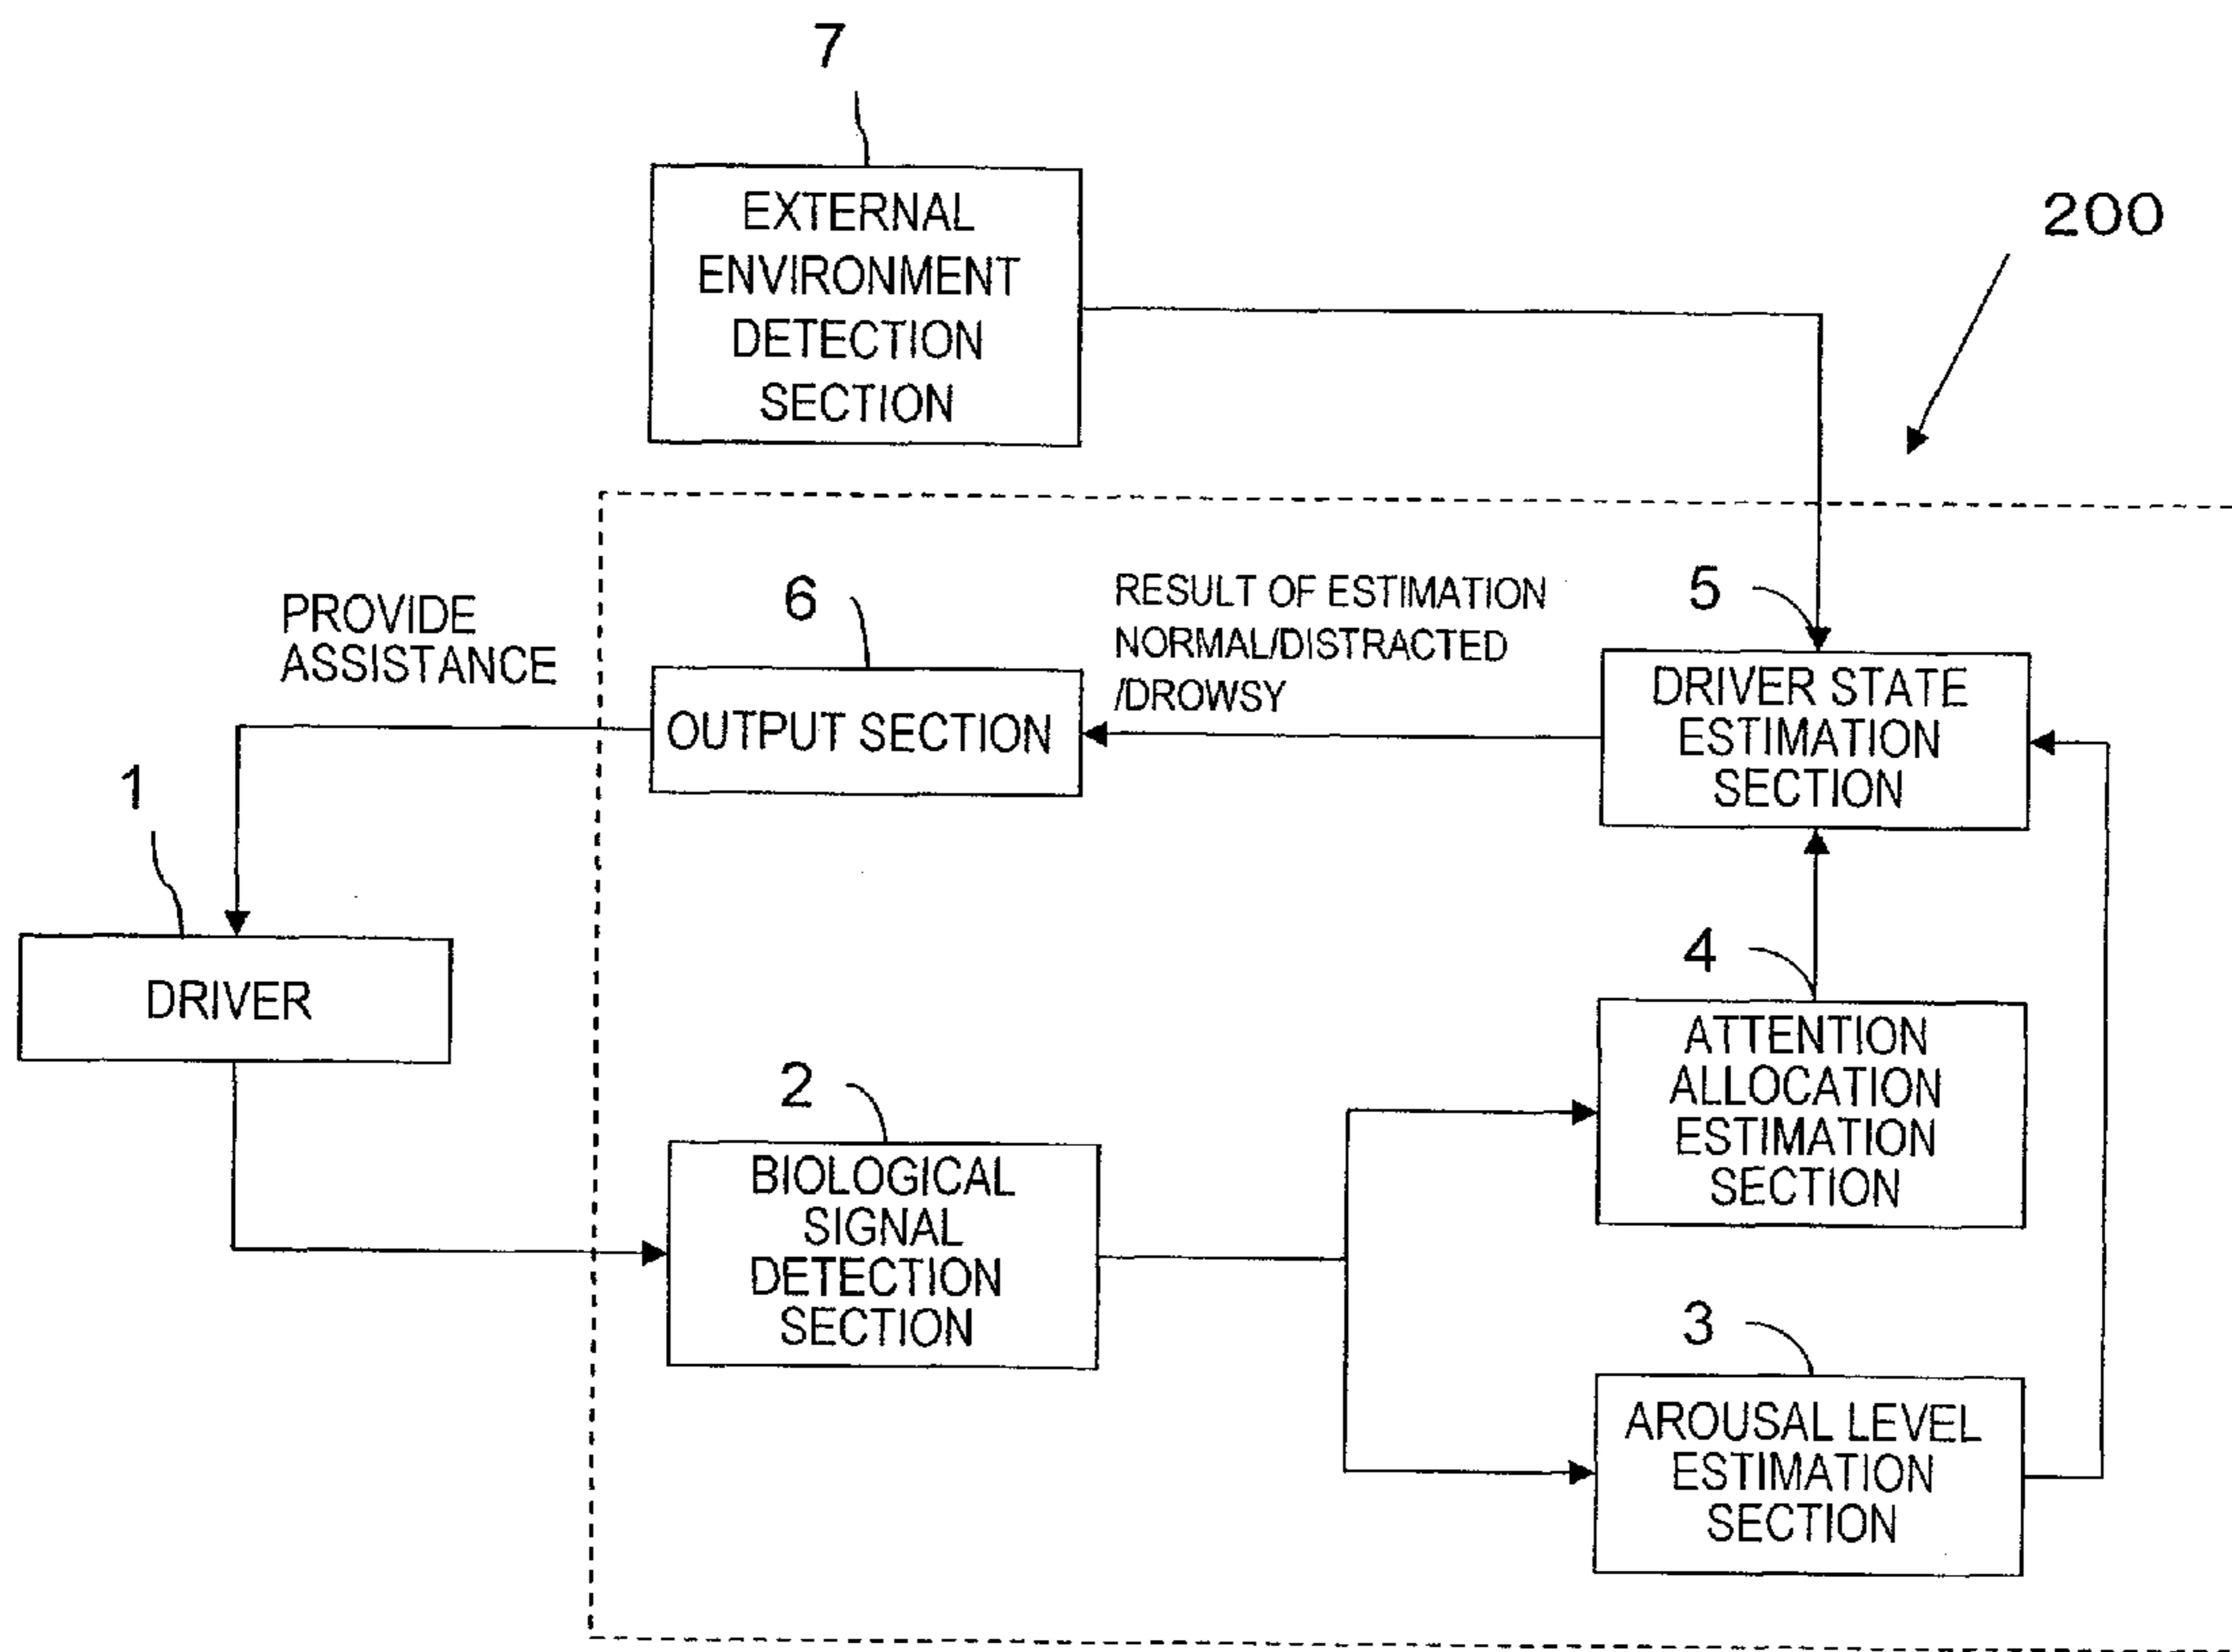 7
EXTERNAL
ENVIRONMENT
DETECTION
SECTION
200
PROVIDE
ASSISTANCE
6
OUTPUT SECTION
RESULT OF ESTIMATION
NORMAL/DISTRACTED
/DROWSY
5
DRIVER STATE
ESTIMATION
SECTION
1
DRIVER
2
BIOLOGICAL
SIGNAL
DETECTION
SECTION
4
ATTENTION
ALLOCATION
ESTIMATION
SECTION
3
AROUSAL LEVEL
ESTIMATION
SECTION